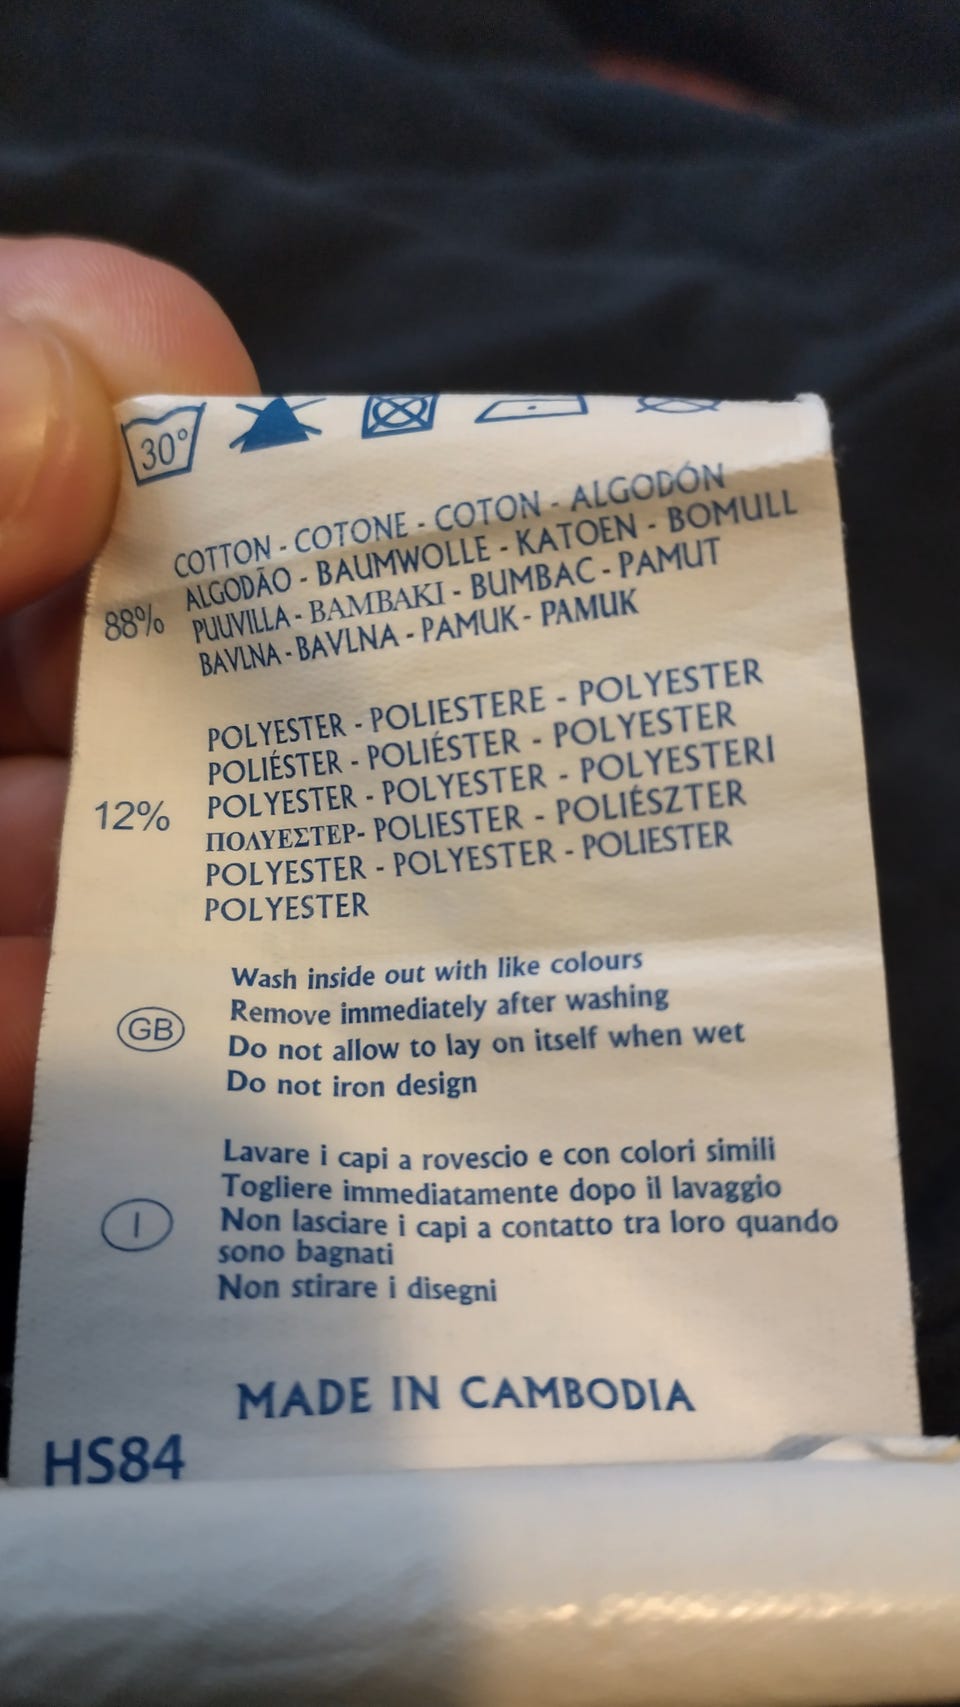 30°
COTTON - COTONE - COTON - ALGODÓN
ALGODÃO - BAUMWOLLE - KATOEN - BOMULL
88% PUUVILLA - BAMBAKI - BUMBAC - PAMUT
BAVLNA - BAVLNA - PAMUK - PAMUK
POLYESTER - POLIESTERE - POLYESTER
POLIÉSTER - POLIÉSTER - POLYESTER
12% POLYESTER - POLYESTER - POLYESTERI
ΠΟΛΥΕΣΤΕΡ- POLIESTER - POLIÉSZTER
POLYESTER - POLYESTER - POLIESTER
POLYESTER
Wash inside out with like colours
Remove immediately after washing
GB Do not allow to lay on itself when wet
Do not iron design
Lavare i capi a rovescio e con colori simili
Togliere immediatamente dopo il lavaggio
I Non lasciare i capi a contatto tra loro quando
sono bagnati
Non stirare i disegni
MADE IN CAMBODIA
HS84